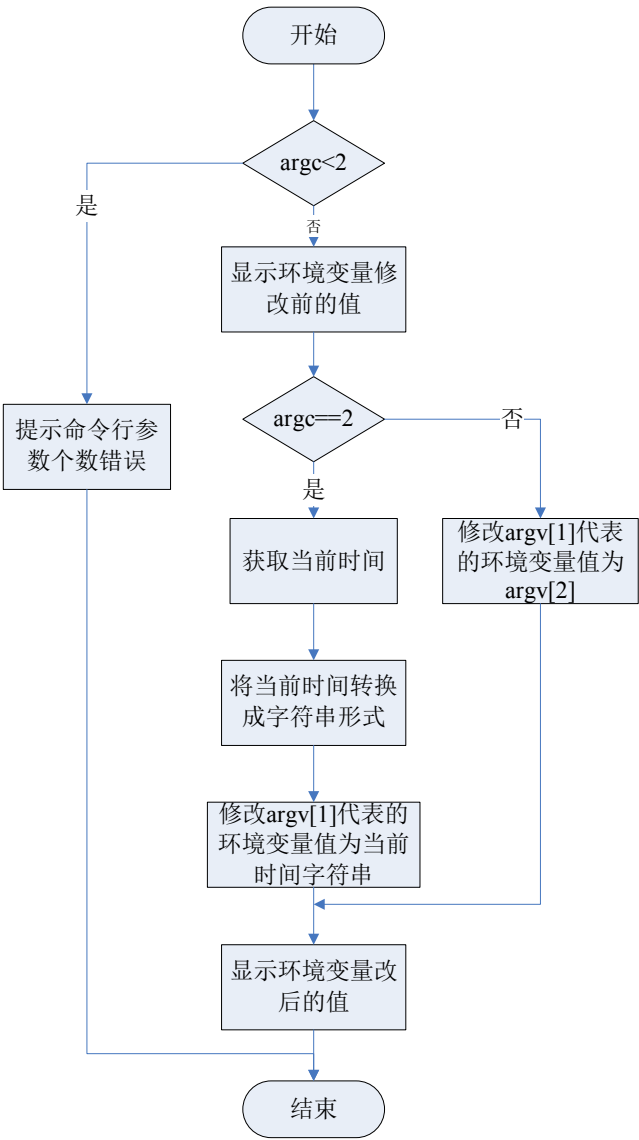 开始
argc<2
是
否
显示环境变量修
改前的值
argc==2
否
提示命令行参
数个数错误
是
获取当前时间
修改argv[1]代表
的环境变量值为
argv[2]
将当前时间转换
成字符串形式
修改argv[1]代表的
环境变量值为当前
时间字符串
显示环境变量改
后的值
结束